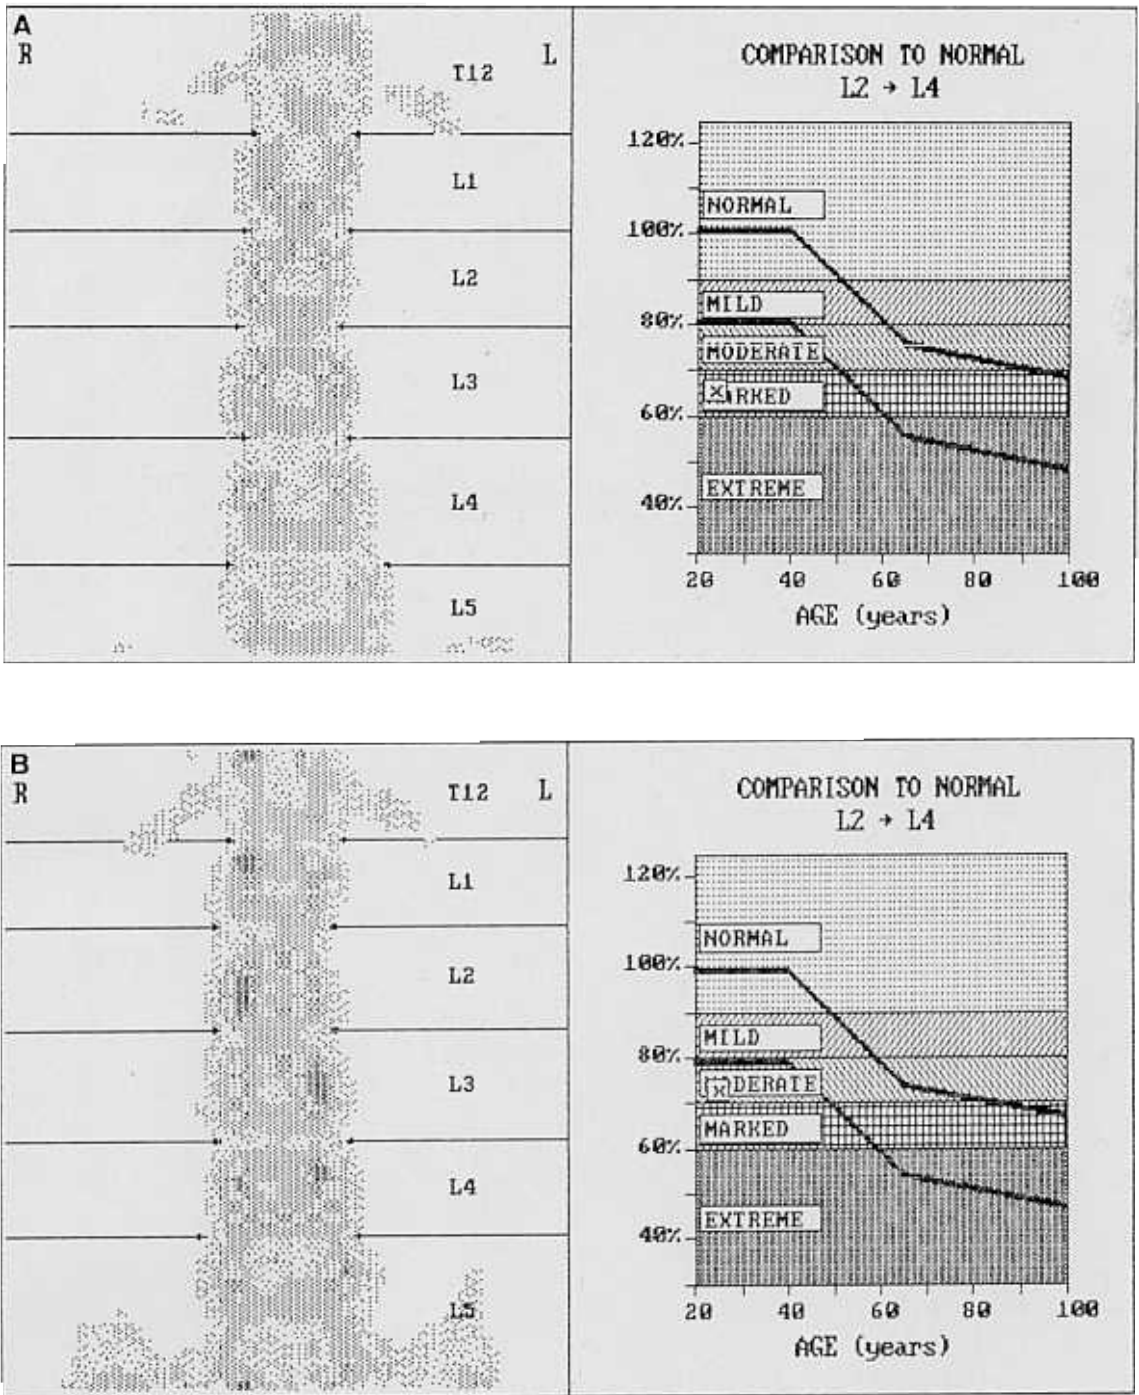 A
R
L
T12
L1
L2
L3
L4
L5
COMPARISON TO NORMAL
L2 → L4
120%
NORMAL
100%
MILD
80%
MODERATE
RKED
60%
EXTREME
40%
20 40 60 80 100
AGE (years)
B
R
L
T12
L1
L2
L3
L4
L5
COMPARISON TO NORMAL
L2 → L4
120%
NORMAL
100%
MILD
80%
DERATE
MARKED
60%
EXTREME
40%
20 40 60 80 100
AGE (years)